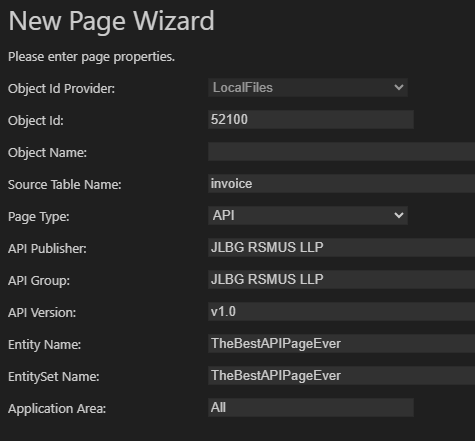 New Page Wizard
Please enter page properties.
Object Id Provider: LocalFiles
Object Id: 52100
Object Name:
Source Table Name: invoice
Page Type: API
API Publisher: JLBG RSMUS LLP
API Group: JLBG RSMUS LLP
API Version: v1.0
Entity Name: TheBestAPIPageEver
EntitySet Name: TheBestAPIPageEver
Application Area: All